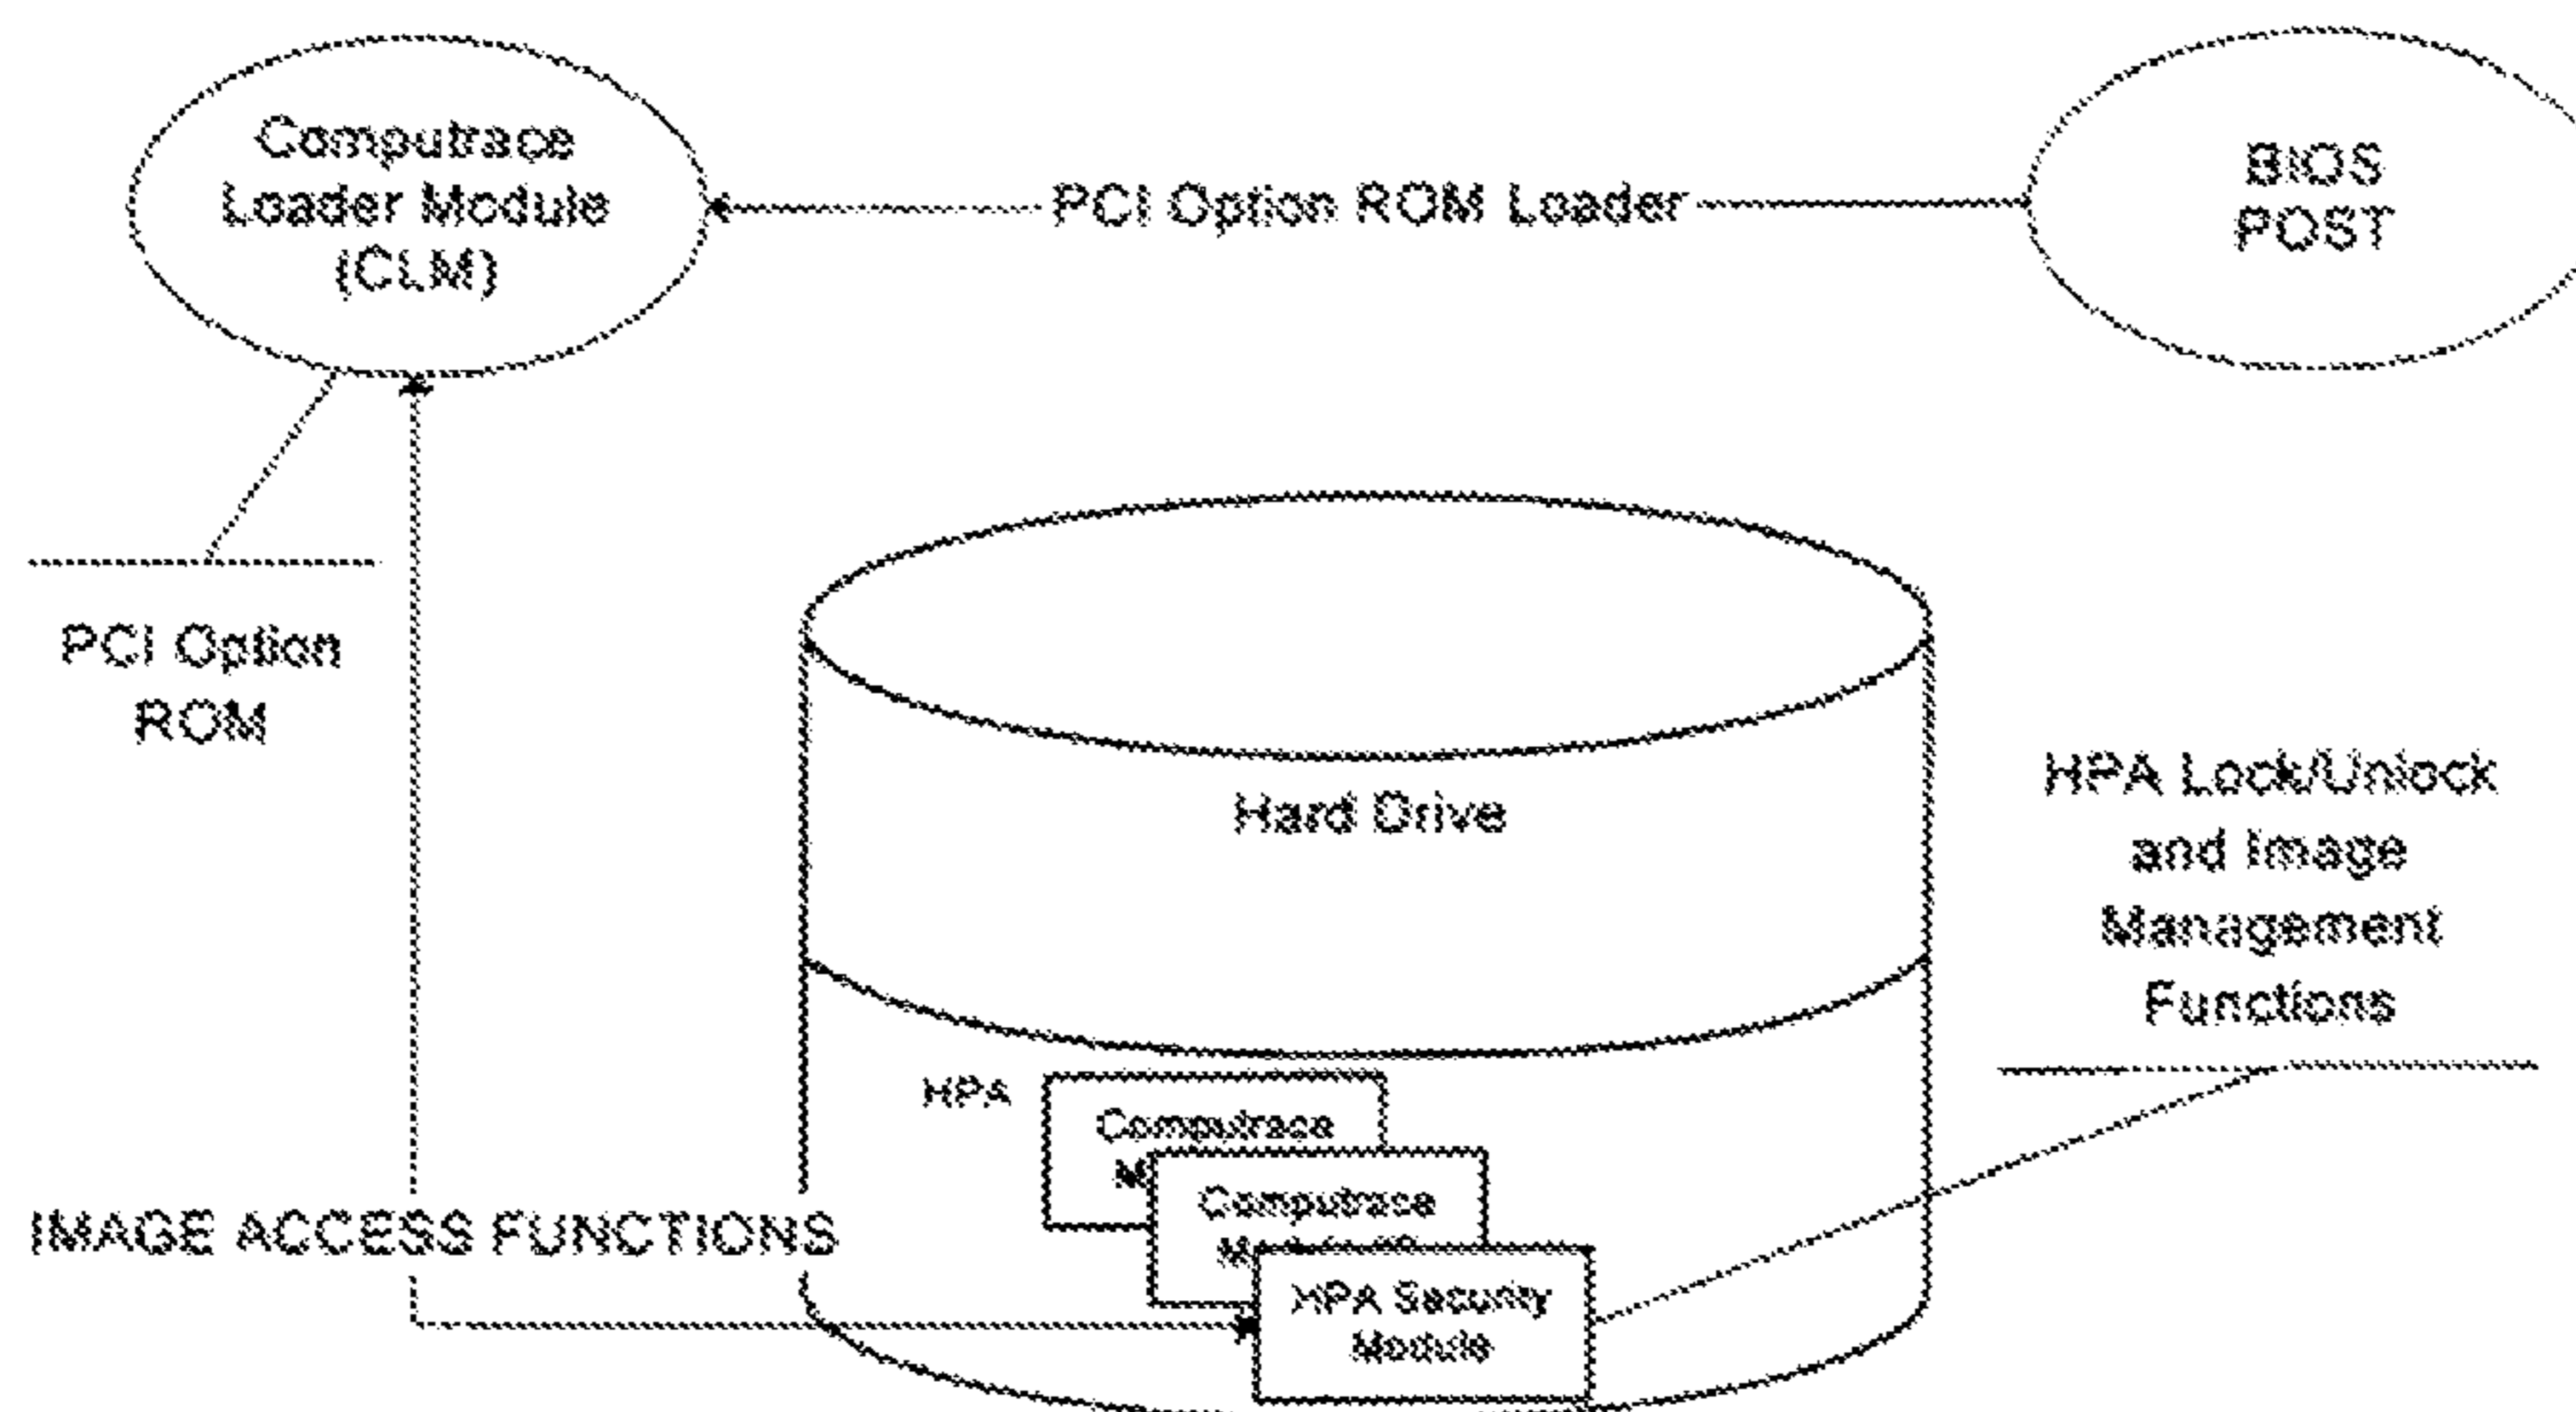 Computrace
Loader Module
(CLM)
PCI Option ROM Loader
BIOS
POST
PCI Option
ROM
Hard Drive
HPA Lock/Unlock
and Image
Management
Functions
HPA
Computrace
Computrace
IMAGE ACCESS FUNCTIONS
HPA Security
Module